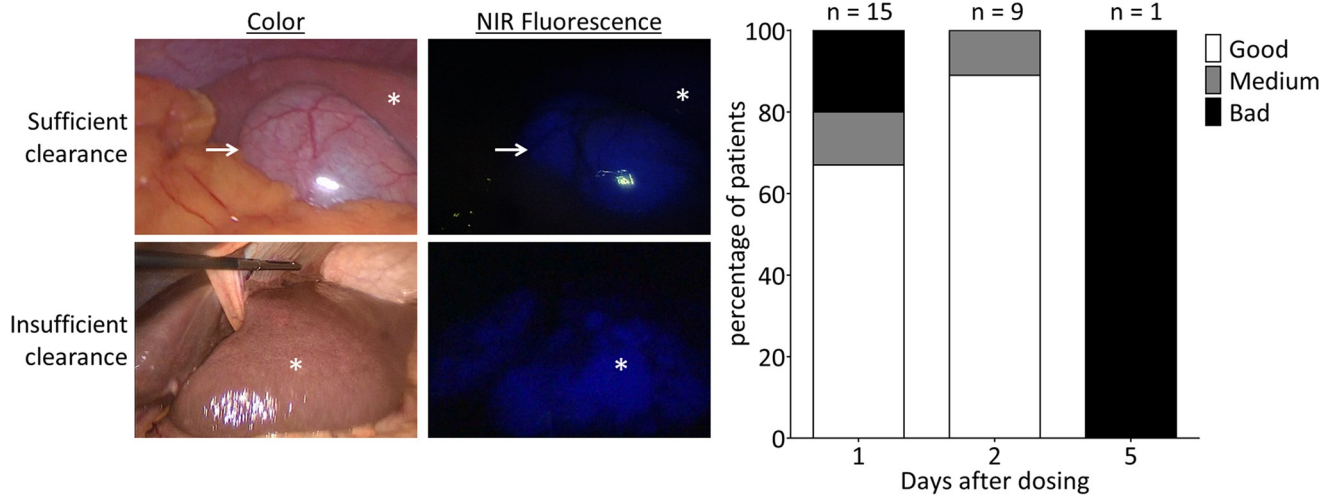 Color
NIR Fluorescence
Sufficient
clearance
*
*
Insufficient
clearance
*
*
n = 15
n = 9
n = 1
percentage of patients
100
80
60
40
20
0
1
2
5
Days after dosing
Good
Medium
Bad